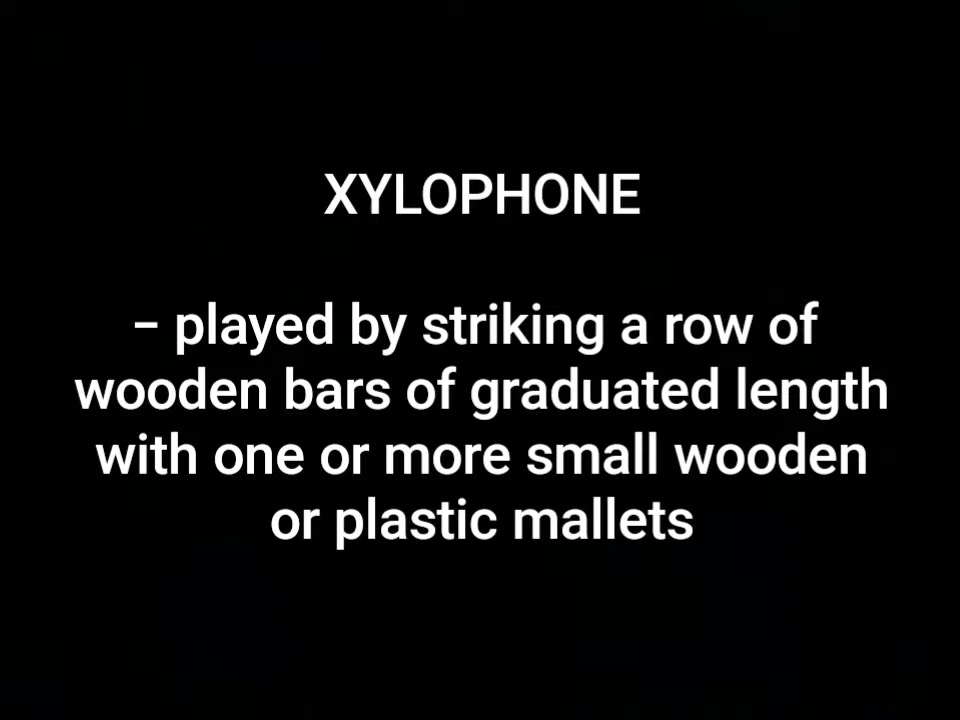 XYLOPHONE
– played by striking a row of
wooden bars of graduated length
with one or more small wooden
or plastic mallets